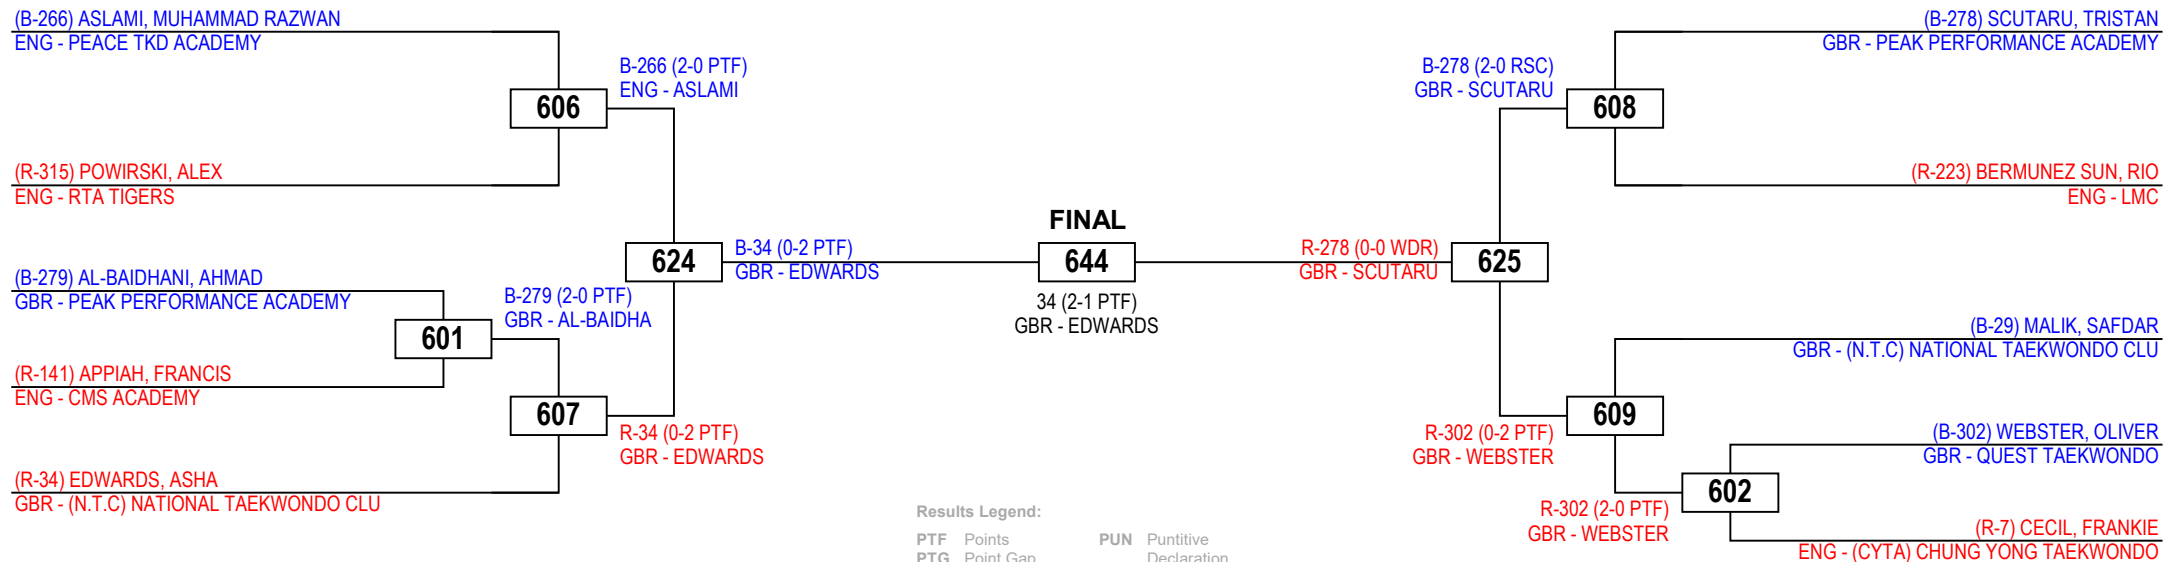 (B-266) ASLAMI, MUHAMMAD RAZWAN
ENG - PEACE TKD ACADEMY
B-266 (2-0 PTF)
ENG - ASLAMI
606
(R-315) POWIRSKI, ALEX
ENG - RTA TIGERS
624
B-34 (0-2 PTF)
GBR - EDWARDS
(B-279) AL-BAIDHANI, AHMAD
GBR - PEAK PERFORMANCE ACADEMY
B-279 (2-0 PTF)
GBR - AL-BAIDHA
601
(R-141) APPIAH, FRANCIS
ENG - CMS ACADEMY
607
R-34 (0-2 PTF)
GBR - EDWARDS
(R-34) EDWARDS, ASHA
GBR - (N.T.C) NATIONAL TAEKWONDO CLU
FINAL
644
34 (2-1 PTF)
GBR - EDWARDS
(B-278) SCUTARU, TRISTAN
GBR - PEAK PERFORMANCE ACADEMY
B-278 (2-0 RSC)
GBR - SCUTARU
608
(R-223) BERMUNEZ SUN, RIO
ENG - LMC
R-278 (0-0 WDR)
GBR - SCUTARU
625
(B-29) MALIK, SAFDAR
GBR - (N.T.C) NATIONAL TAEKWONDO CLU
609
R-302 (0-2 PTF)
GBR - WEBSTER
(B-302) WEBSTER, OLIVER
GBR - QUEST TAEKWONDO
602
R-302 (2-0 PTF)
GBR - WEBSTER
(R-7) CECIL, FRANKIE
ENG - (CYTA) CHUNG YONG TAEKWONDO
Results Legend:
PTF Points PUN Puntitive
PTG Point Gap Declaration